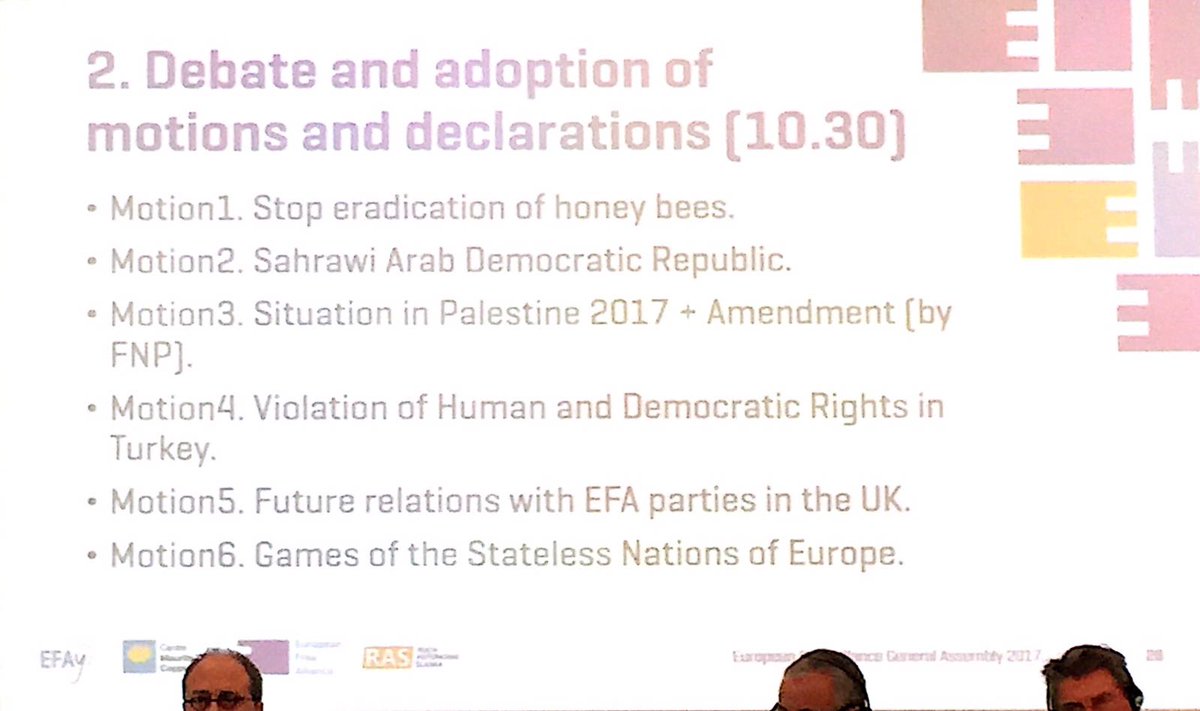 2. Debate and adoption of
motions and declarations (10.30)
• Motion1. Stop eradication of honey bees.
• Motion2. Sahrawi Arab Democratic Republic.
• Motion3. Situation in Palestine 2017 + Amendment (by
FNP).
• Motion4. Violation of Human and Democratic Rights in
Turkey.
• Motion5. Future relations with EFA parties in the UK.
• Motion6. Games of the Stateless Nations of Europe.
EFAy
European
Free
Alliance
RAS
European General Assembly 2017
28